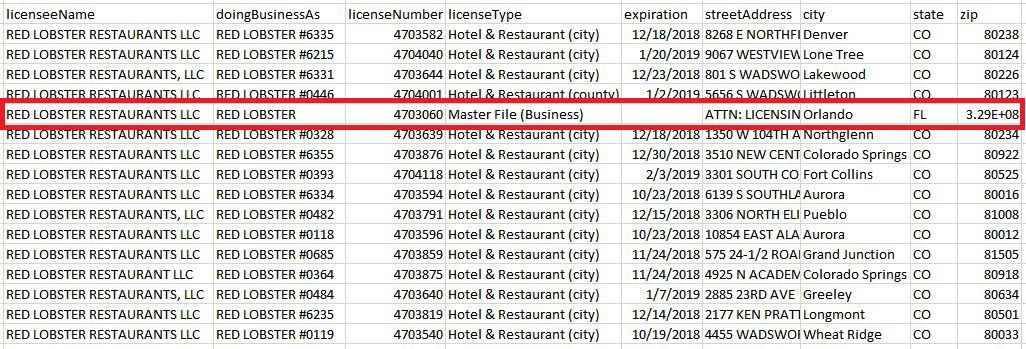 licenseeName doingBusinessAs licenseNumber licenseType expiration streetAddress city state zip
RED LOBSTER RESTAURANTS LLC RED LOBSTER #6335 4703582 Hotel & Restaurant (city) 12/18/2018 8268 E NORTHFI Denver CO 80238
RED LOBSTER RESTAURANTS LLC RED LOBSTER #6215 4704040 Hotel & Restaurant (city) 1/20/2019 9067 WESTVIEW Lone Tree CO 80124
RED LOBSTER RESTAURANTS, LLC RED LOBSTER #6331 4703644 Hotel & Restaurant (city) 12/23/2018 801 S WADSWO Lakewood CO 80226
RED LOBSTER RESTAURANTS LLC RED LOBSTER #0446 4704001 Hotel & Restaurant (county) 1/2/2019 5656 S WADSW Littleton CO 80123
RED LOBSTER RESTAURANTS LLC RED LOBSTER 4703060 Master File (Business) ATTN: LICENSIN Orlando FL 3.29E+08
RED LOBSTER RESTAURANTS LLC RED LOBSTER #0328 4703639 Hotel & Restaurant (city) 12/18/2018 1350 W 104TH A Northglenn CO 80234
RED LOBSTER RESTAURANTS LLC RED LOBSTER #6355 4703876 Hotel & Restaurant (city) 12/30/2018 3510 NEW CENT Colorado Springs CO 80922
RED LOBSTER RESTAURANTS LLC RED LOBSTER #0393 4704118 Hotel & Restaurant (city) 2/3/2019 3301 SOUTH CO Fort Collins CO 80525
RED LOBSTER RESTAURANTS LLC RED LOBSTER #6334 4703594 Hotel & Restaurant (city) 10/23/2018 6139 S SOUTHLA Aurora CO 80016
RED LOBSTER RESTAURANTS, LLC RED LOBSTER #0482 4703791 Hotel & Restaurant (city) 12/15/2018 3306 NORTH ELI Pueblo CO 81008
RED LOBSTER RESTAURANTS LLC RED LOBSTER #0118 4703596 Hotel & Restaurant (city) 10/23/2018 10854 EAST ALA Aurora CO 80012
RED LOBSTER RESTAURANTS LLC RED LOBSTER #0685 4703859 Hotel & Restaurant (city) 11/24/2018 575 24-1/2 ROA Grand Junction CO 81505
RED LOBSTER RESTAURANT LLC RED LOBSTER #0364 4703875 Hotel & Restaurant (city) 11/24/2018 4925 N ACADEM Colorado Springs CO 80918
RED LOBSTER RESTAURANTS, LLC RED LOBSTER #0484 4703640 Hotel & Restaurant (city) 1/7/2019 2885 23RD AVE Greeley CO 80634
RED LOBSTER RESTAURANTS LLC RED LOBSTER #6235 4703819 Hotel & Restaurant (city) 12/14/2018 2177 KEN PRATT Longmont CO 80501
RED LOBSTER RESTAURANTS LLC RED LOBSTER #0119 4703540 Hotel & Restaurant (city) 10/19/2018 4455 WADSWO Wheat Ridge CO 80033